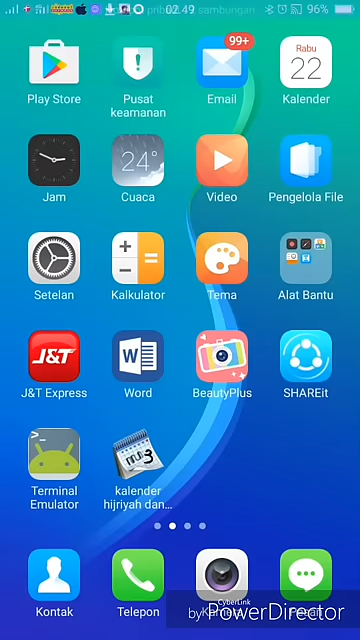 02.49
96%
99+
Rabu
22
Play Store
Pusat keamanan
Email
Kalender
24°
Jam
Cuaca
Video
Pengelola File
Setelan
Kalkulator
Tema
Alat Bantu
J&T
W
J&T Express
Word
BeautyPlus
SHAREit
>_
Terminal Emulator
kalender hijriyah dan…
Kontak
Telepon
CyberLink
by PowerDirector